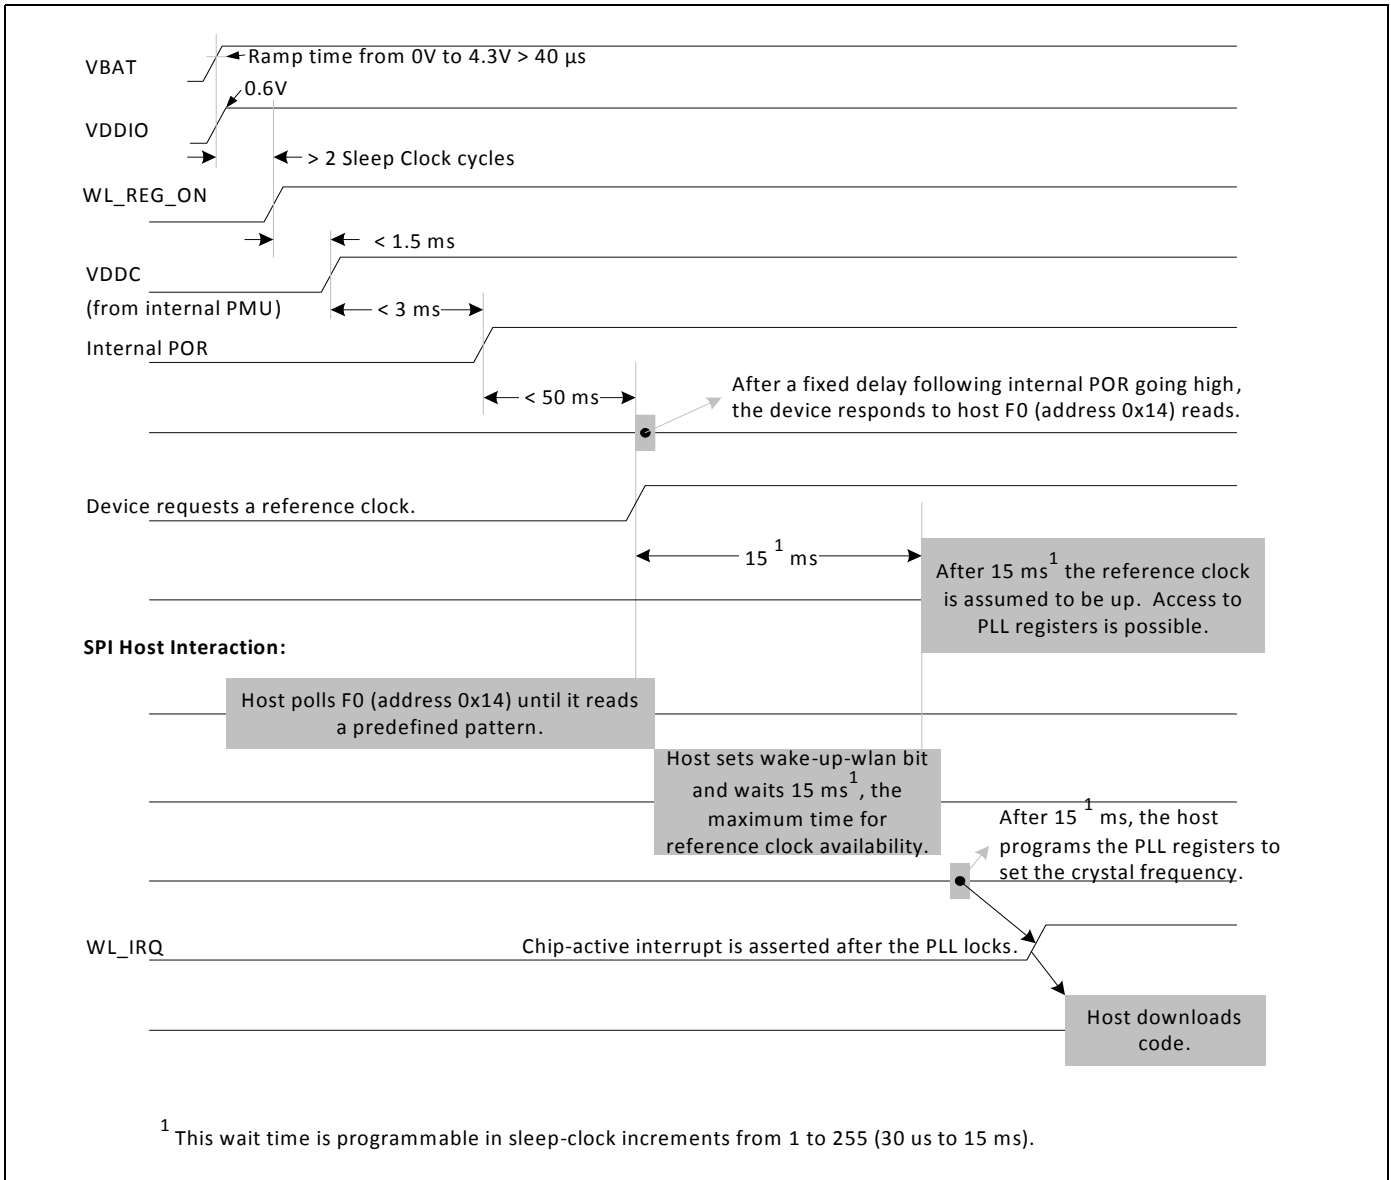 VBAT
Ramp time from 0V to 4.3V > 40 µs
0.6V
VDDIO
> 2 Sleep Clock cycles
WL_REG_ON
< 1.5 ms
VDDC
(from internal PMU)
< 3 ms
Internal POR
< 50 ms
After a fixed delay following internal POR going high,
the device responds to host F0 (address 0x14) reads.
Device requests a reference clock.
15 1 ms
After 15 ms1 the reference clock
is assumed to be up. Access to
PLL registers is possible.
SPI Host Interaction:
Host polls F0 (address 0x14) until it reads
a predefined pattern.
Host sets wake-up-wlan bit
and waits 15 ms1, the
maximum time for
reference clock availability.
After 15 1 ms, the host
programs the PLL registers to
set the crystal frequency.
WL_IRQ
Chip-active interrupt is asserted after the PLL locks.
Host downloads
code.
1 This wait time is programmable in sleep-clock increments from 1 to 255 (30 us to 15 ms).